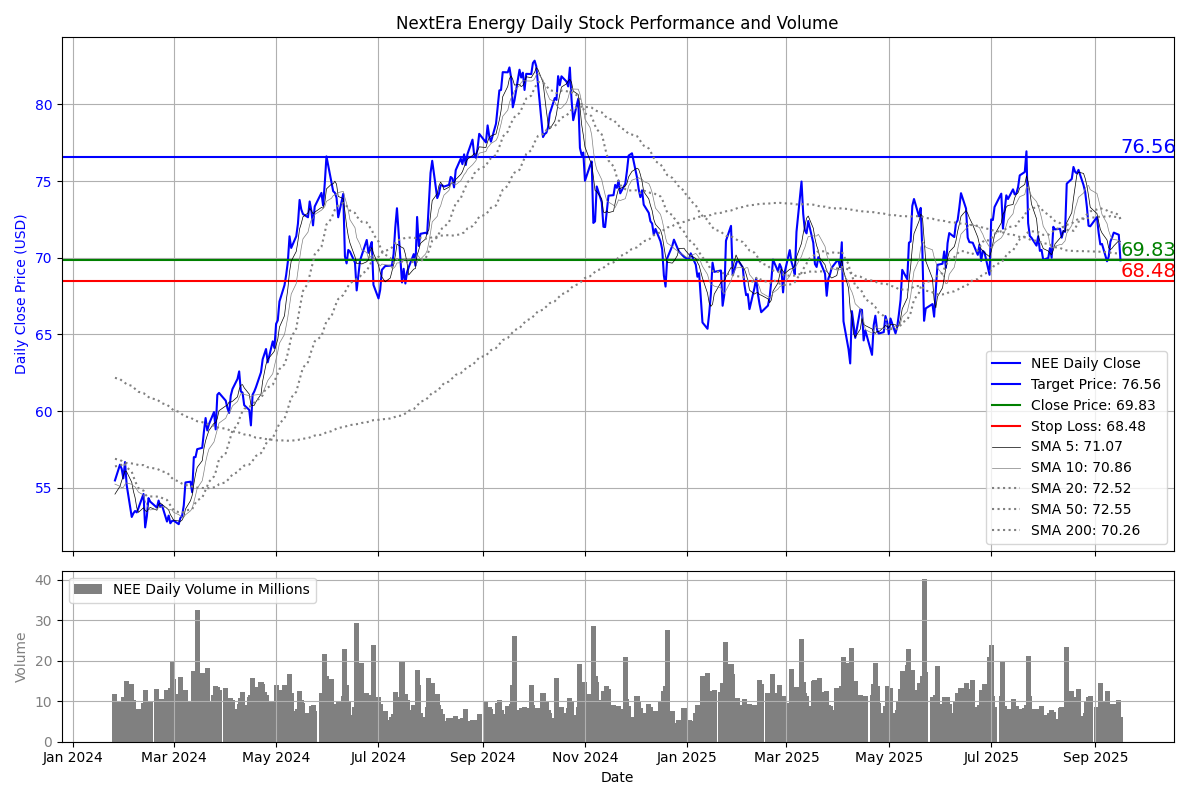 NextEra Energy Daily Stock Performance and Volume
Daily Close Price (USD)
80
75
70
65
60
55
76.56
69.83
68.48
NEE Daily Close
Target Price: 76.56
Close Price: 69.83
Stop Loss: 68.48
SMA 5: 71.07
SMA 10: 70.86
SMA 20: 72.52
SMA 50: 72.55
SMA 200: 70.26
Volume
40
30
20
10
0
NEE Daily Volume in Millions
Jan 2024 Mar 2024 May 2024 Jul 2024 Sep 2024 Nov 2024 Jan 2025 Mar 2025 May 2025 Jul 2025 Sep 2025
Date